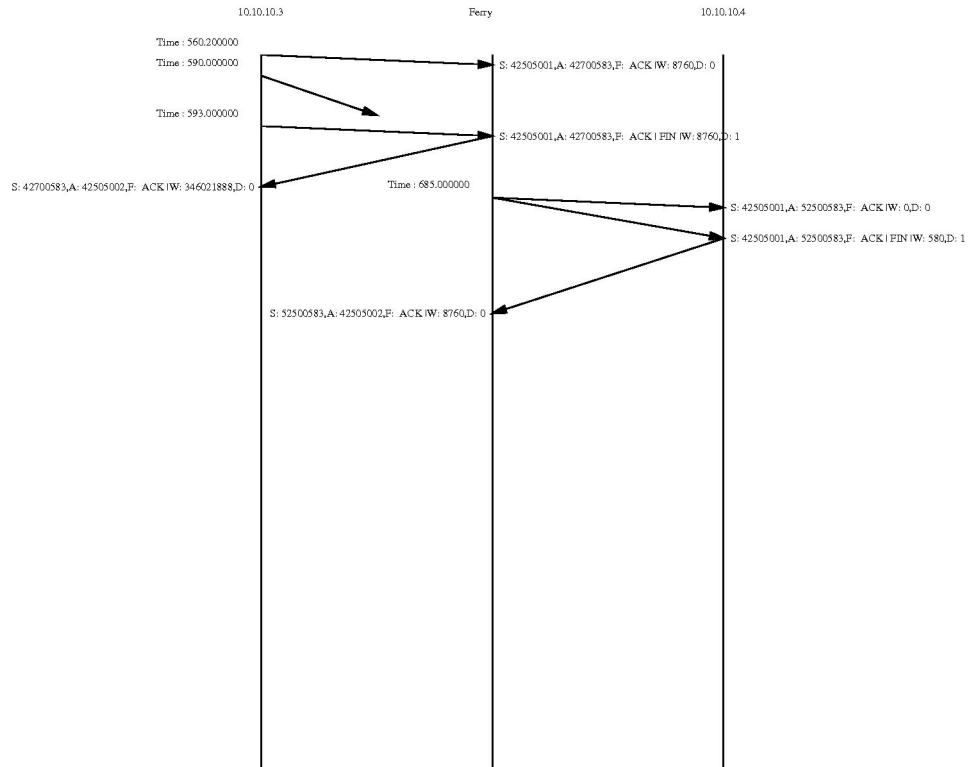 10.10.10.3
Ferry
10.10.10.4
Time : 560.200000
Time : 590.000000
S: 42505001,A: 42700583,F: ACK |W: 8760,D: 0
Time : 593.000000
S: 42505001,A: 42700583,F: ACK | FIN |W: 8760,D: 1
S: 42700583,A: 42505002,F: ACK |W: 346021888,D: 0
Time : 685.000000
S: 42505001,A: 52500583,F: ACK |W: 0,D: 0
S: 42505001,A: 52500583,F: ACK | FIN |W: 580,D: 1
S: 52500583,A: 42505002,F: ACK |W: 8760,D: 0